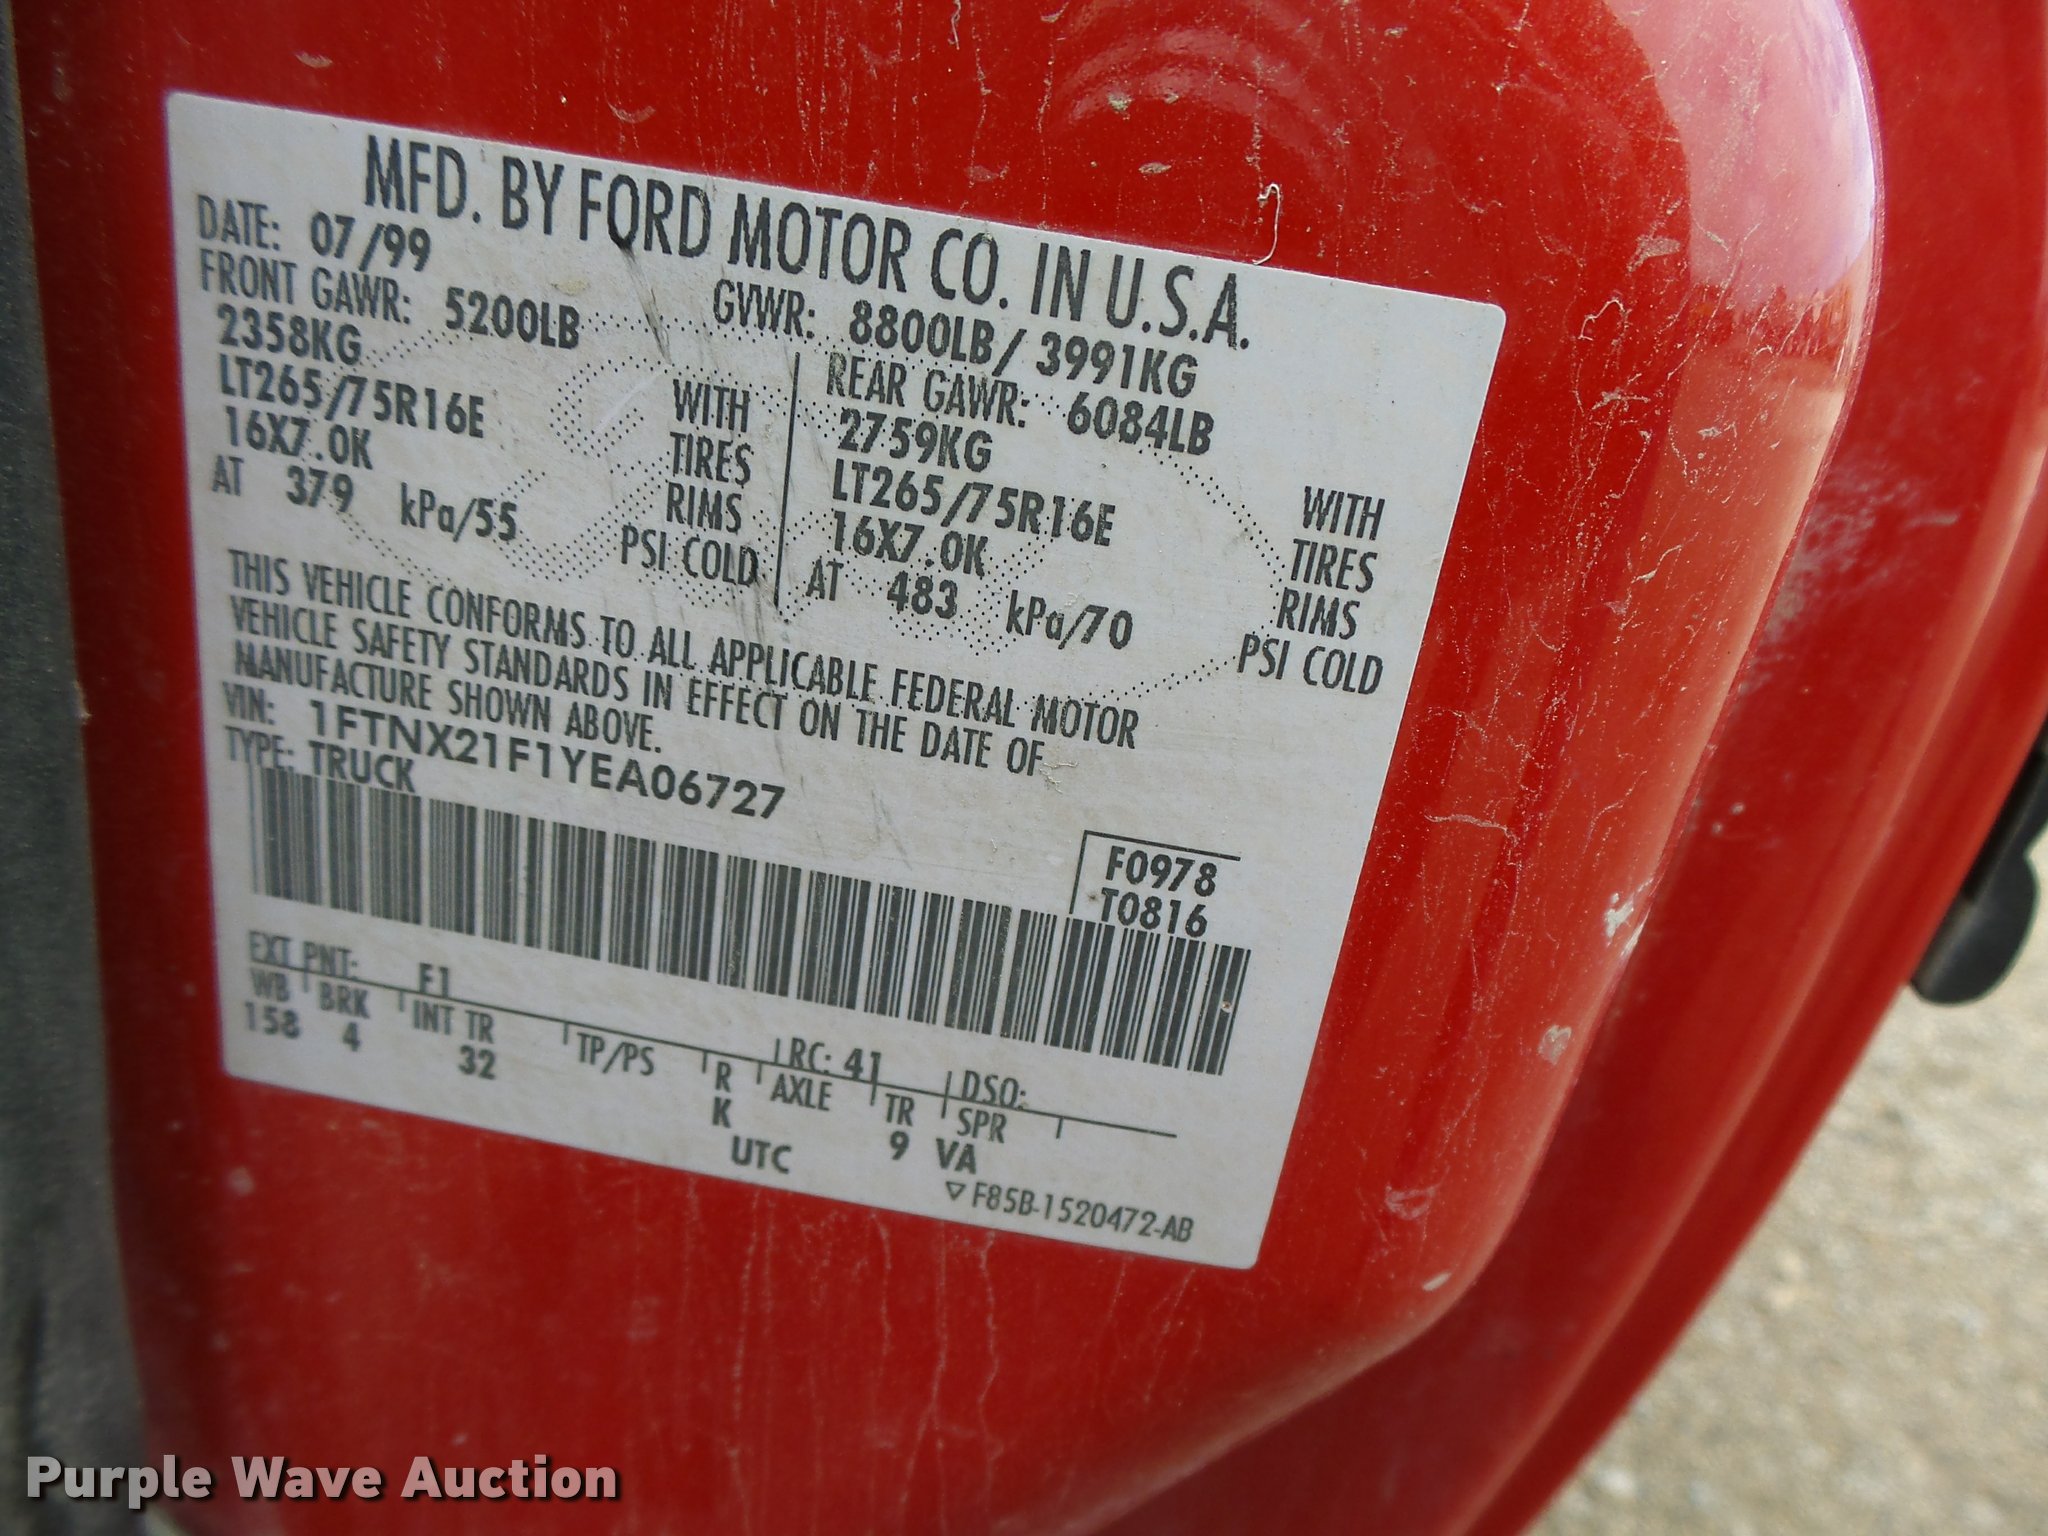 MFD. BY FORD MOTOR CO. IN U.S.A.
DATE: 07/99 GVWR: 8800LB/ 3991KG
FRONT GAWR: 5200LB REAR GAWR: 6084LB
2358KG WITH 2759KG WITH
LT265/75R16E TIRES LT265/75R16E TIRES
16X7.0K RIMS 16X7.0K RIMS
AT 379 kPa/55 PSI COLD AT 483 kPa/70 PSI COLD
THIS VEHICLE CONFORMS TO ALL APPLICABLE FEDERAL MOTOR
VEHICLE SAFETY STANDARDS IN EFFECT ON THE DATE OF
MANUFACTURE SHOWN ABOVE.
VIN: 1FTNX21F1YEA06727
TYPE: TRUCK
F0978
T0816
EXT PNT: F1 RC: 41 DSO:
WB BRK INT TR TP/PS R AXLE TR SPR
158 4 32 K 9 VA
UTC
▽ F85B-1520472-AB
Purple Wave Auction